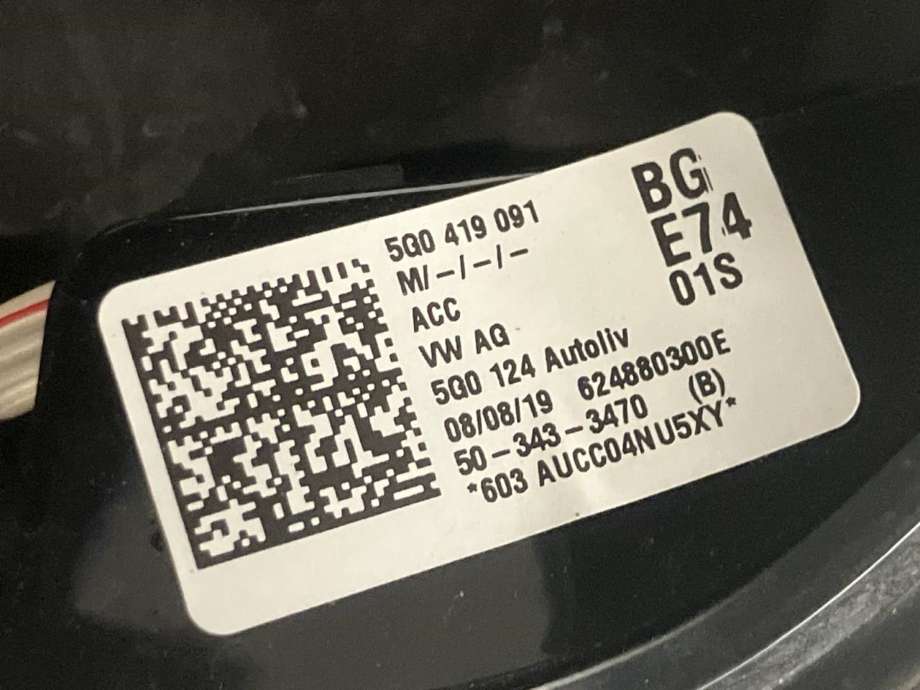 5G0 419 091
M/-/-/-
ACC
VW AG
5G0 124 Autoliv
08/08/19 624880300E
50-343-3470 (B)
*603 AUCC04NU5XY*
BG
E74
01S